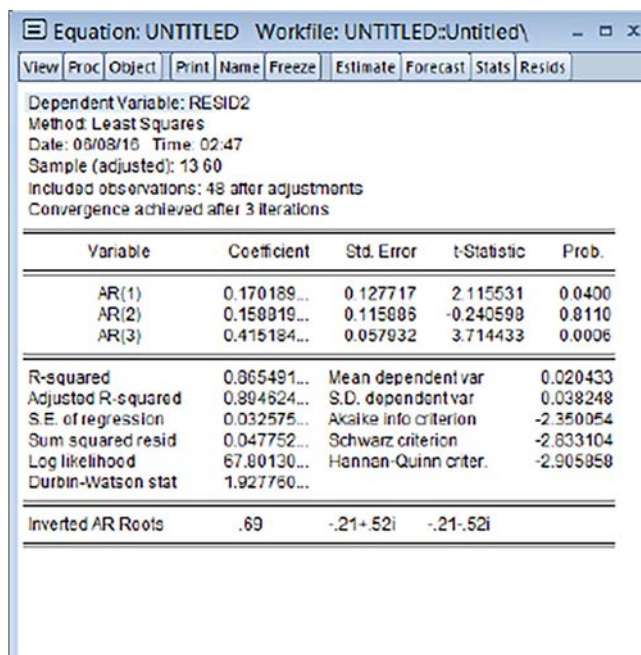 Equation: UNTITLED Workfile: UNTITLED::Untitled\
View Proc Object Print Name Freeze Estimate Forecast Stats Resids
Dependent Variable: RESID2
Method: Least Squares
Date: 06/08/16 Time: 02:47
Sample (adjusted): 13 60
Included observations: 48 after adjustments
Convergence achieved after 3 iterations
Variable Coefficient Std. Error t-Statistic Prob.
AR(1) 0.170189... 0.127717 2.115531 0.0400
AR(2) 0.158819... 0.115886 -0.240598 0.8110
AR(3) 0.415184... 0.057932 3.714433 0.0006
R-squared 0.865491... Mean dependent var 0.020433
Adjusted R-squared 0.894624... S.D. dependent var 0.038248
S.E. of regression 0.032575... Akaike info criterion -2.350054
Sum squared resid 0.047752... Schwarz criterion -2.833104
Log likelihood 67.80130... Hannan-Quinn criter. -2.905858
Durbin-Watson stat 1.927760...
Inverted AR Roots .69 -.21+.52i -.21-.52i